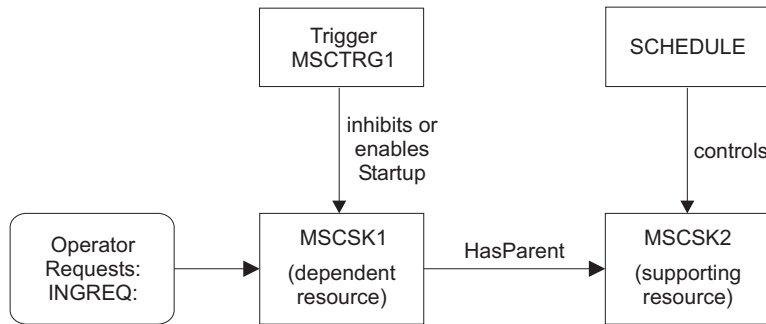 Trigger
MSCTRG1
SCHEDULE
inhibits or
enables
Startup
controls
Operator
Requests:
INGREQ:
MSCSK1
(dependent
resource)
HasParent
MSCSK2
(supporting
resource)